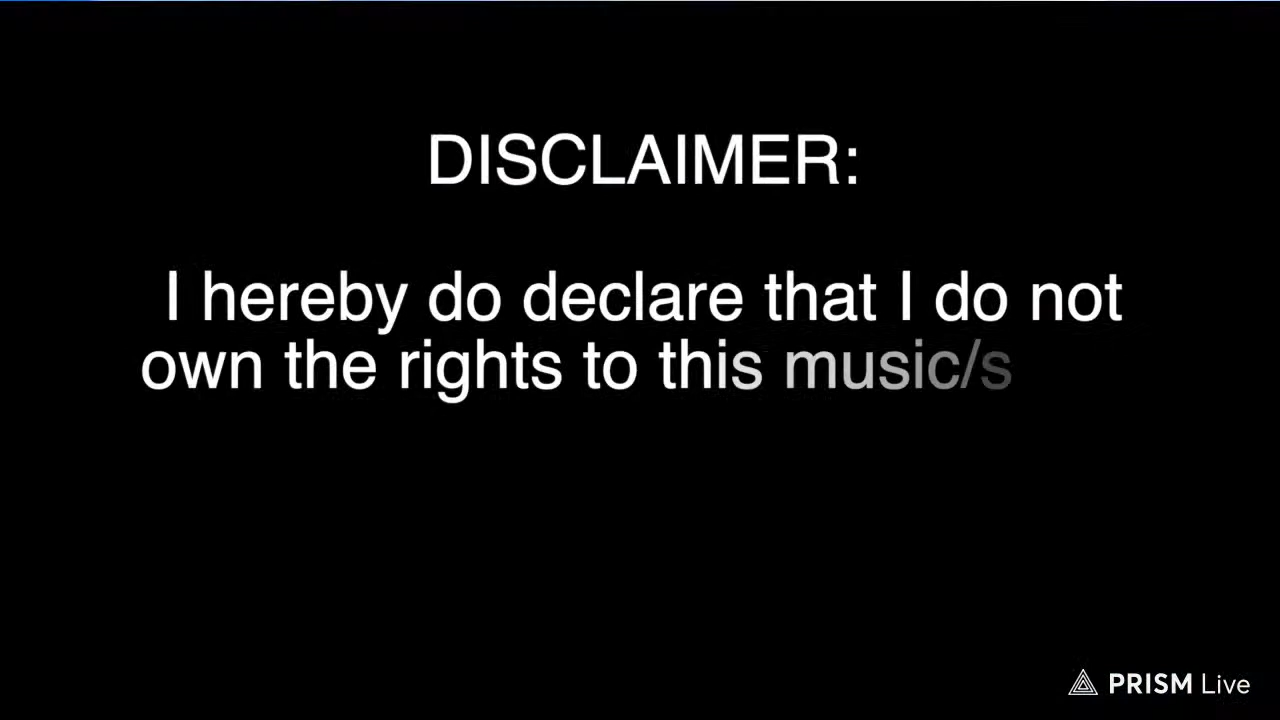 DISCLAIMER:
I hereby do declare that I do not
own the rights to this music/s
PRISM Live